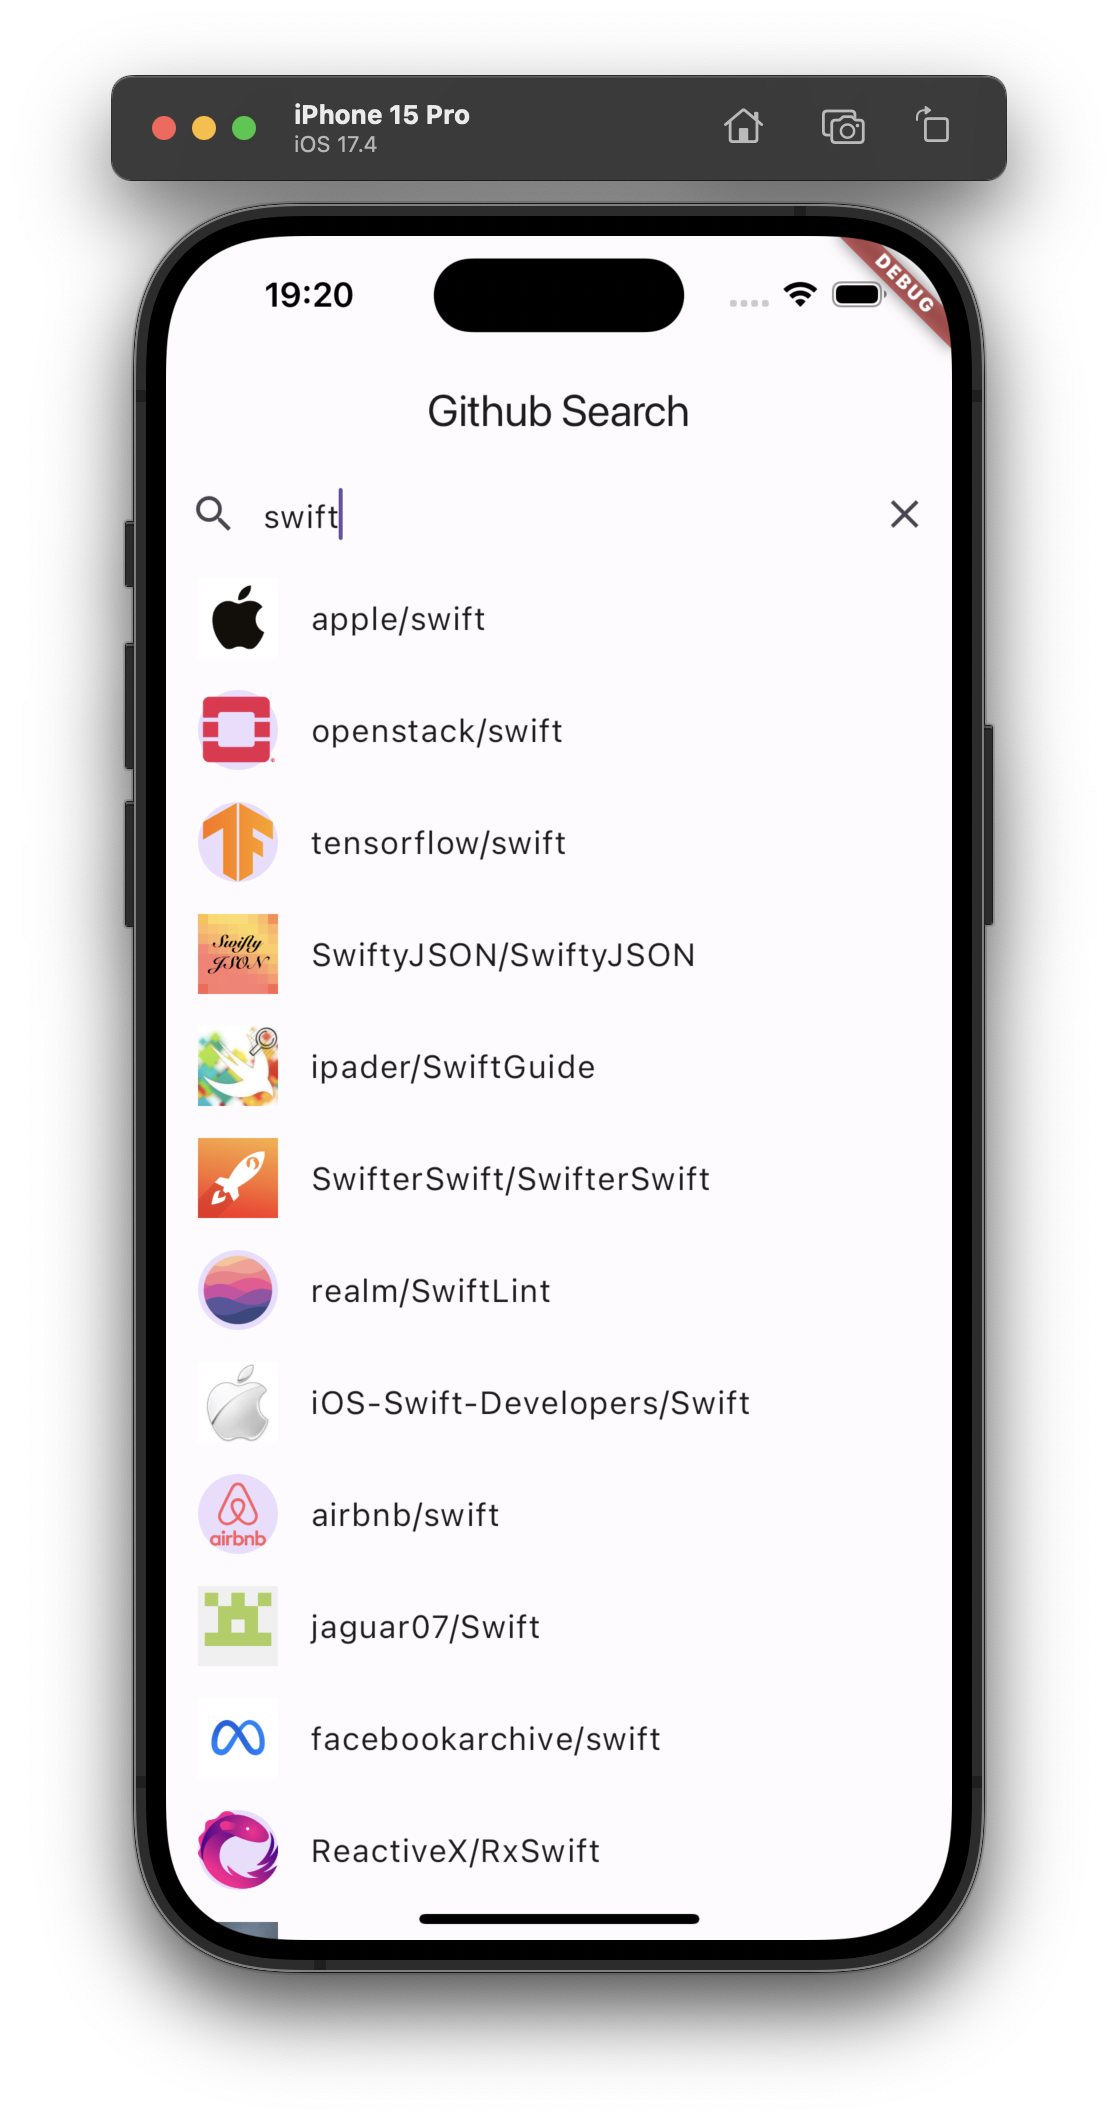 iPhone 15 Pro
iOS 17.4
19:20
DEBUG
Github Search
swift
apple/swift
openstack/swift
tensorflow/swift
Swifty
JSON
SwiftyJSON/SwiftyJSON
ipader/SwiftGuide
SwifterSwift/SwifterSwift
realm/SwiftLint
iOS-Swift-Developers/Swift
airbnb
airbnb/swift
jaguar07/Swift
facebookarchive/swift
ReactiveX/RxSwift